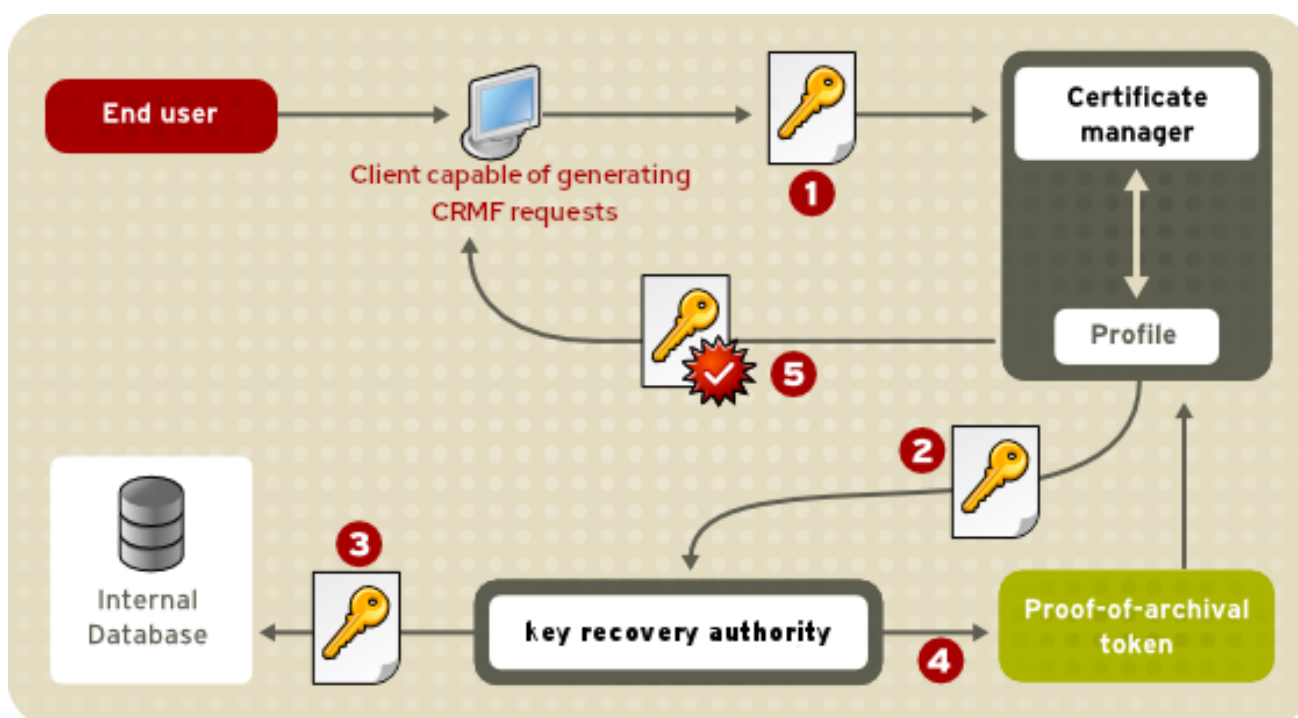 End user
Client capable of generating
CRMF requests
1
Certificate
manager
Profile
5
2
3
Internal
Database
key recovery authority
4
Proof-of-archival
token